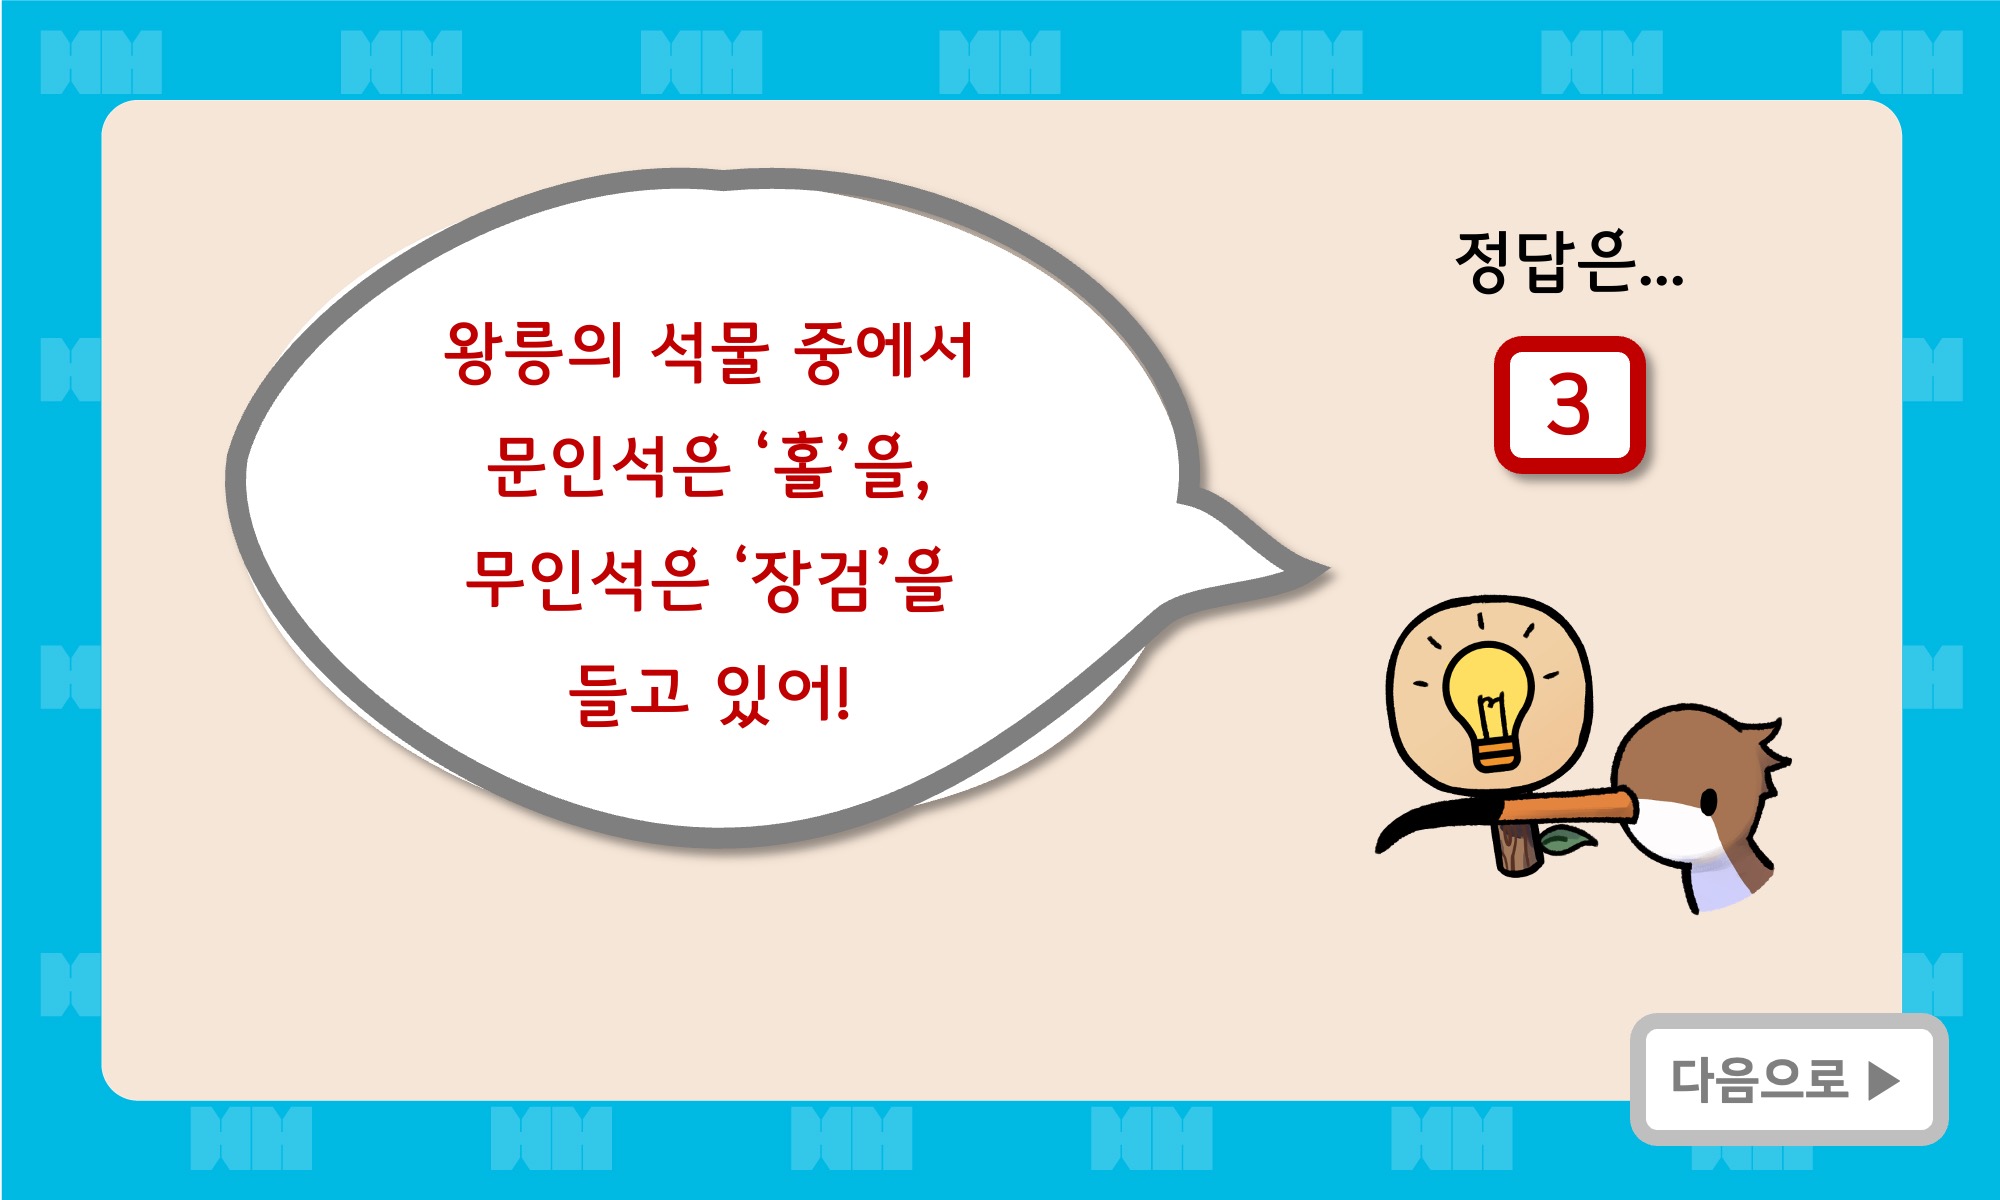 왕릉의 석물 중에서
문인석은 ‘홀’을,
무인석은 ‘장검’을
들고 있어!
정답은...
3
다음으로 ▶